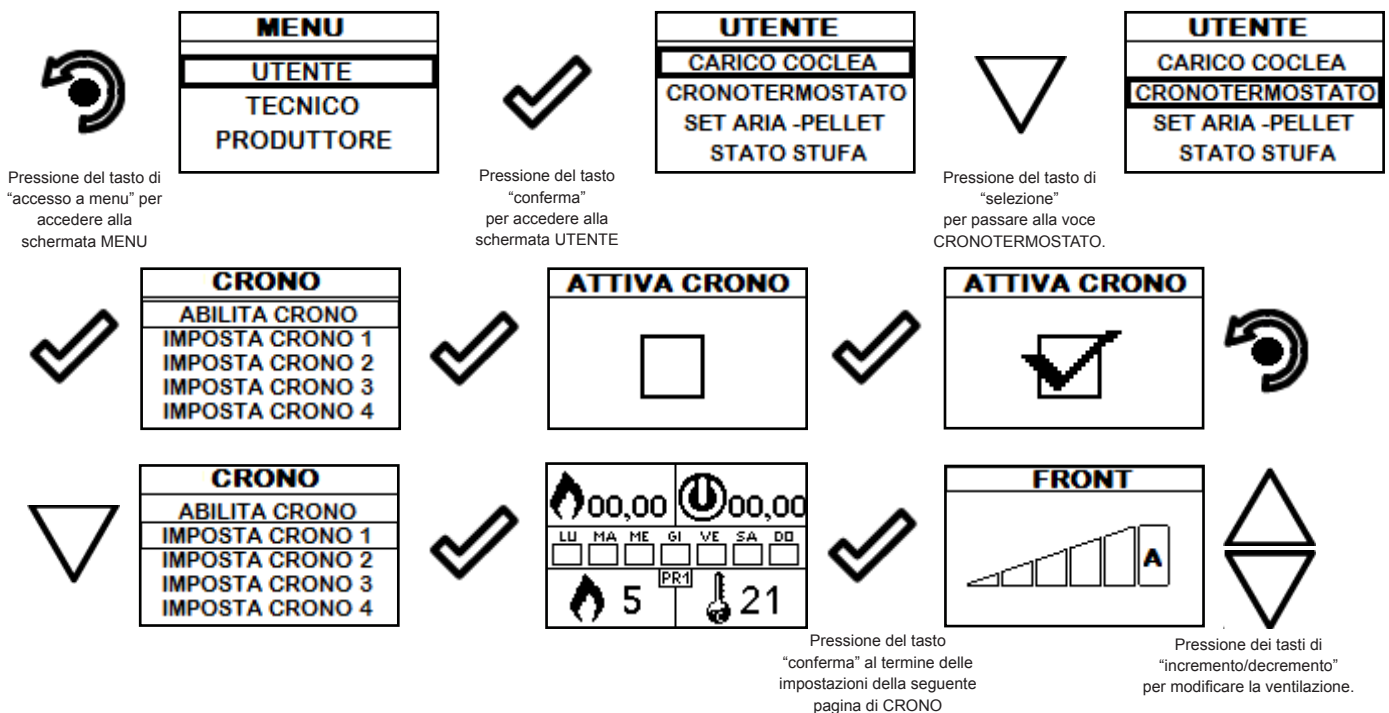 MENU
UTENTE
TECNICO
PRODUTTORE
Pressione del tasto di
“accesso a menu” per
accedere alla
schermata MENU
UTENTE
CARICO COCLEA
CRONOTERMOSTATO
SET ARIA -PELLET
STATO STUFA
Pressione del tasto
“conferma”
per accedere alla
schermata UTENTE
UTENTE
CARICO COCLEA
CRONOTERMOSTATO
SET ARIA -PELLET
STATO STUFA
Pressione del tasto di
“selezione”
per passare alla voce
CRONOTERMOSTATO.
CRONO
ABILITA CRONO
IMPOSTA CRONO 1
IMPOSTA CRONO 2
IMPOSTA CRONO 3
IMPOSTA CRONO 4
ATTIVA CRONO
ATTIVA CRONO
CRONO
ABILITA CRONO
IMPOSTA CRONO 1
IMPOSTA CRONO 2
IMPOSTA CRONO 3
IMPOSTA CRONO 4
00,00 00,00
LU MA ME GI VE SA DO
PR1
5 21
FRONT
A
Pressione del tasto
“conferma” al termine delle
impostazioni della seguente
pagina di CRONO
Pressione dei tasti di
“incremento/decremento”
per modificare la ventilazione.